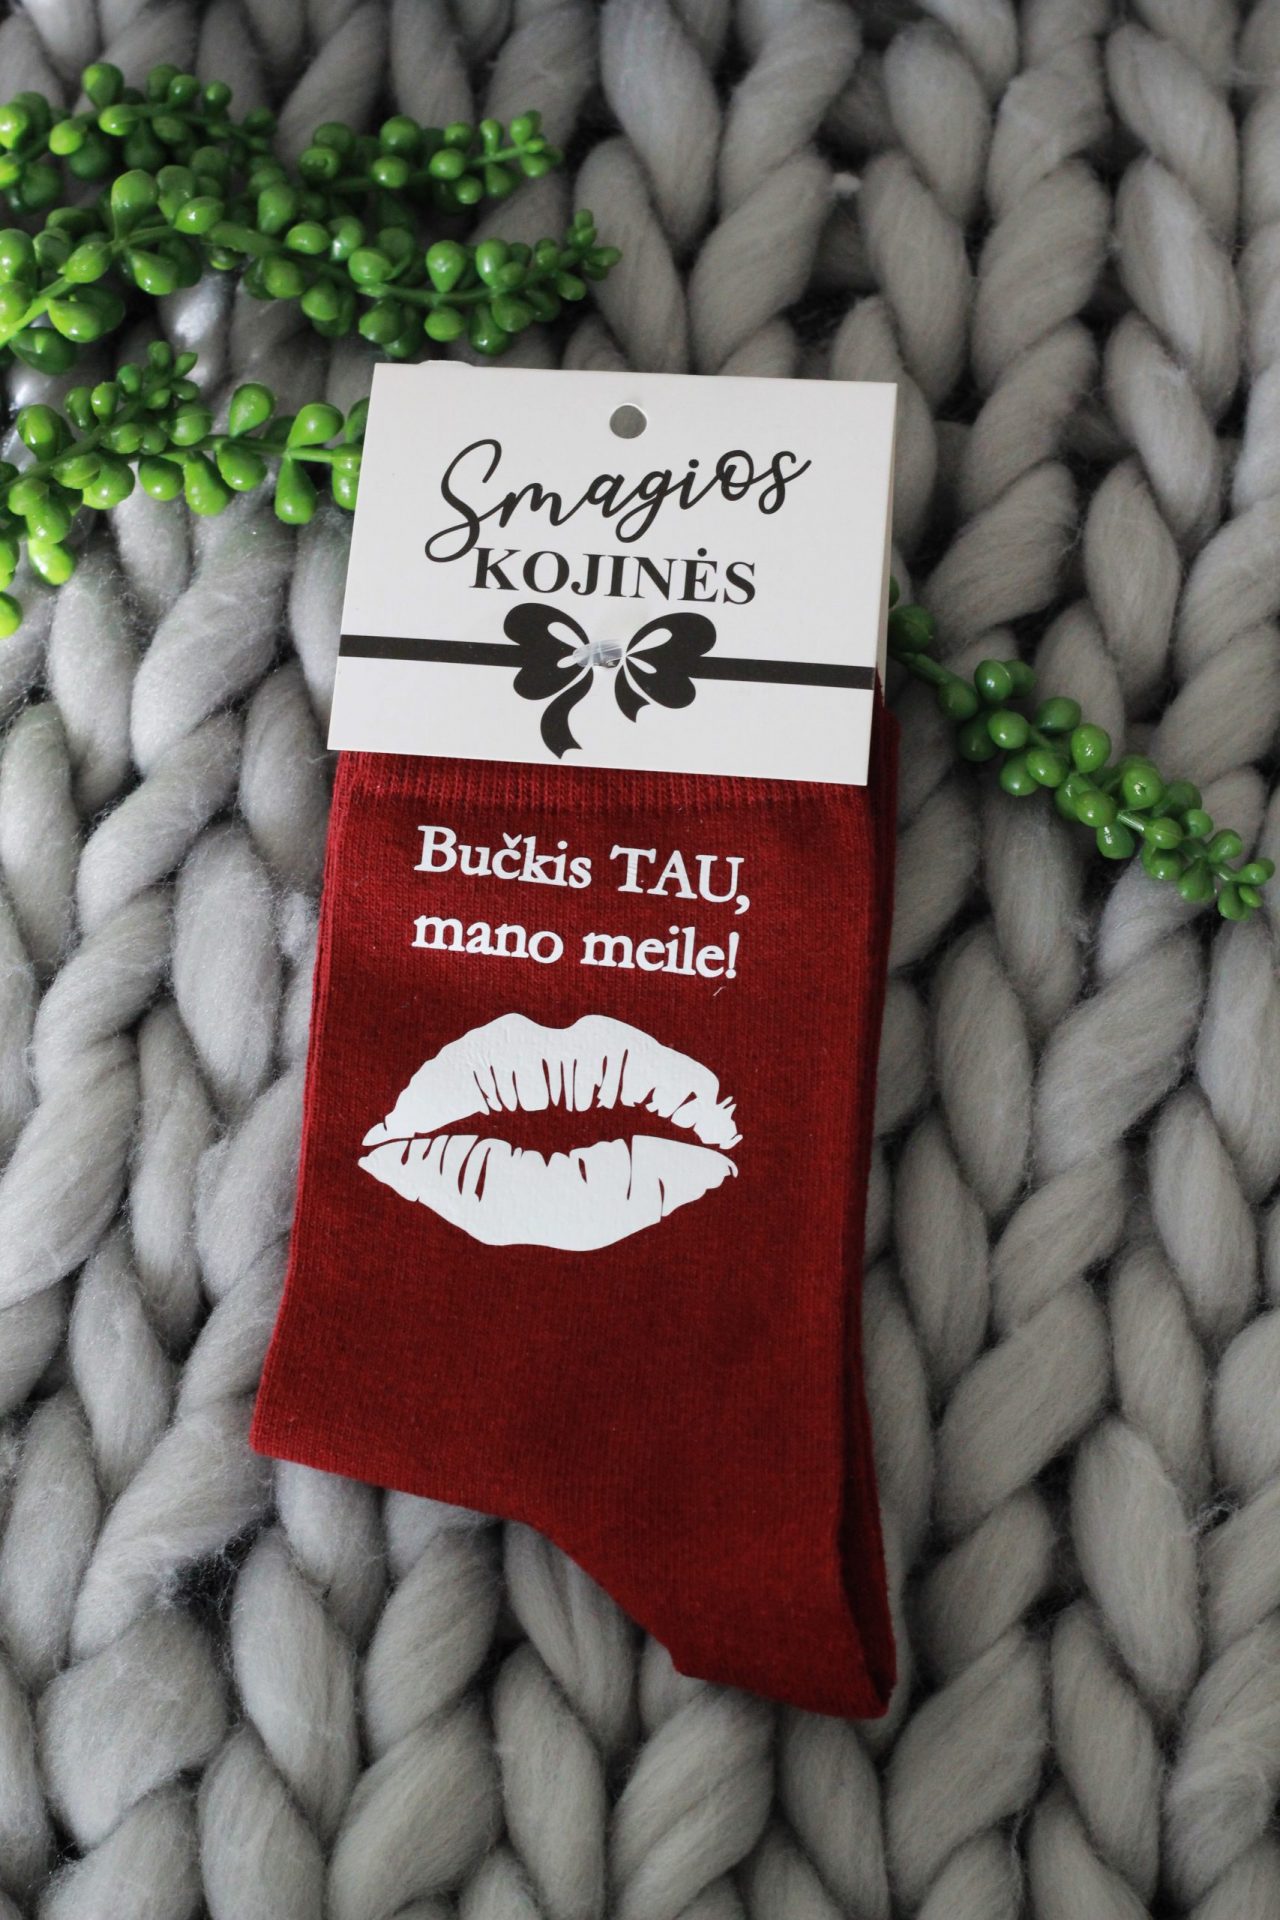 Smagios
KOJINĖS
Bučkis TAU,
mano meile!